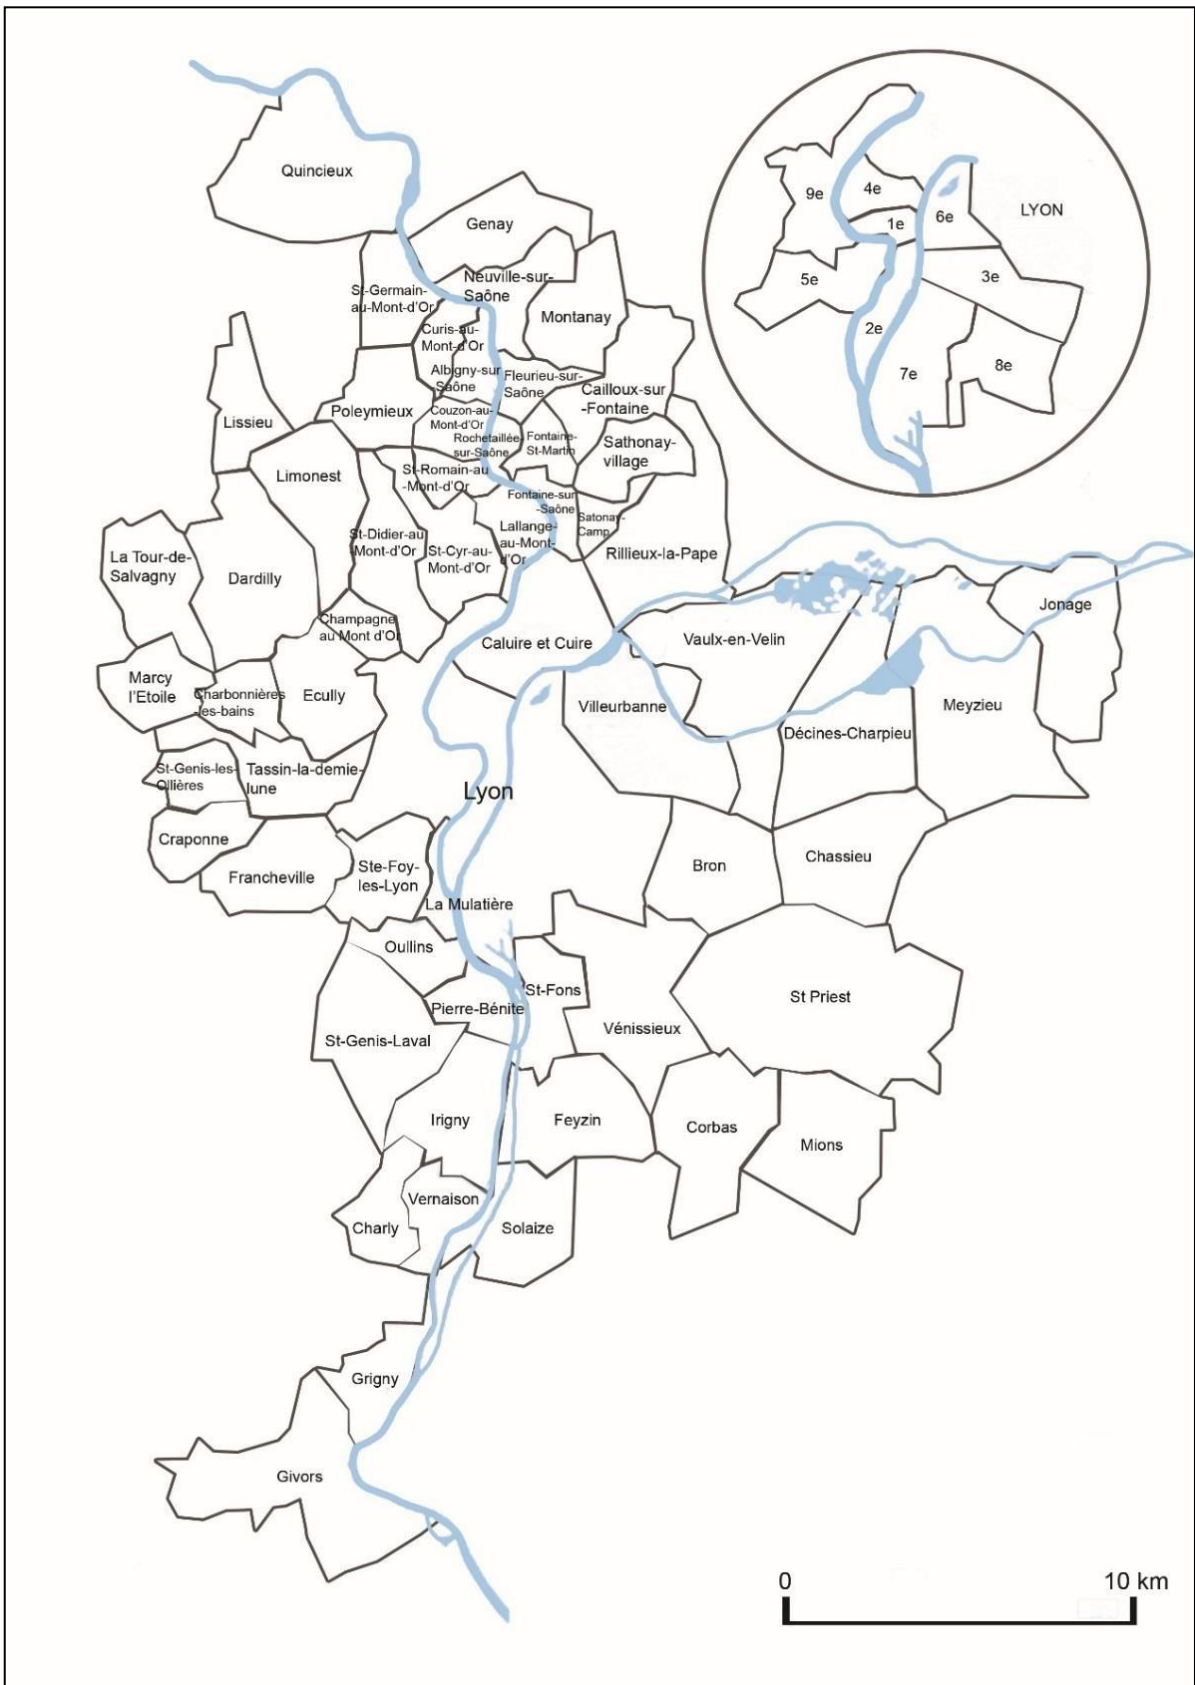 Quincieux
Genay
9e
4e
1e
6e
LYON
5e
3e
2e
7e
8e
St-Germain-
au-Mont-d'Or
Neuville-sur-
Saône
Montanay
Curis-au-
Mont-d'Or
Albigny-sur
-Saône
Fleurieu-sur-
Saône
Cailloux-sur
-Fontaine
Lissieu
Poleymieux
Couzon-au-
Mont-d'Or
Rochetaillée-
sur-Saône
Fontaine-
St-Martin
Sathonay-
village
Limonest
St-Romain-au
-Mont-d'Or
Fontaine-sur
-Saône
Satonay-
Camp
Lallange-
au-Mont-
d'Or
St-Didier-au
-Mont-d'Or
St-Cyr-au-
Mont-d'Or
Rillieux-la-Pape
La Tour-de-
Salvagny
Dardilly
Champagne
au Mont d'Or
Caluire et Cuire
Vaulx-en-Velin
Jonage
Marcy
l'Etoile
Charbonnières
-les-bains
Ecully
Villeurbanne
Décines-Charpieu
Meyzieu
St-Genis-les-
Ollières
Tassin-la-demie-
lune
Lyon
Craponne
Francheville
Ste-Foy-
les-Lyon
La Mulatière
Bron
Chassieu
Oullins
Pierre-Bénite
St-Fons
St-Genis-Laval
Vénissieux
St Priest
Irigny
Feyzin
Corbas
Mions
Charly
Vernaison
Solaize
Grigny
Givors
0 10 km